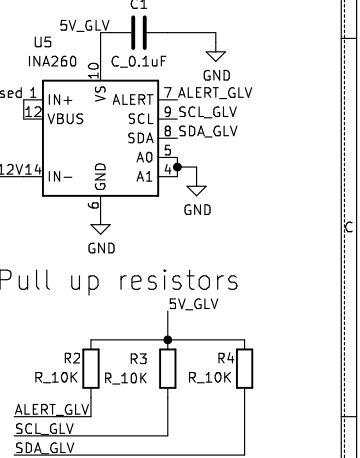 C1
5V_GLV
U5
INA260
C_0.1uF
10
GND
VS
sed 1 IN+
ALERT 7 ALERT_GLV
12 VBUS
SCL 9 SCL_GLV
SDA 8 SDA_GLV
A0 5
12V14 IN-
GND
A1 4
6
GND
GND
C
Pull up resistors
5V_GLV
R2 R3 R4
R_10K R_10K R_10K
ALERT_GLV
SCL_GLV
SDA_GLV